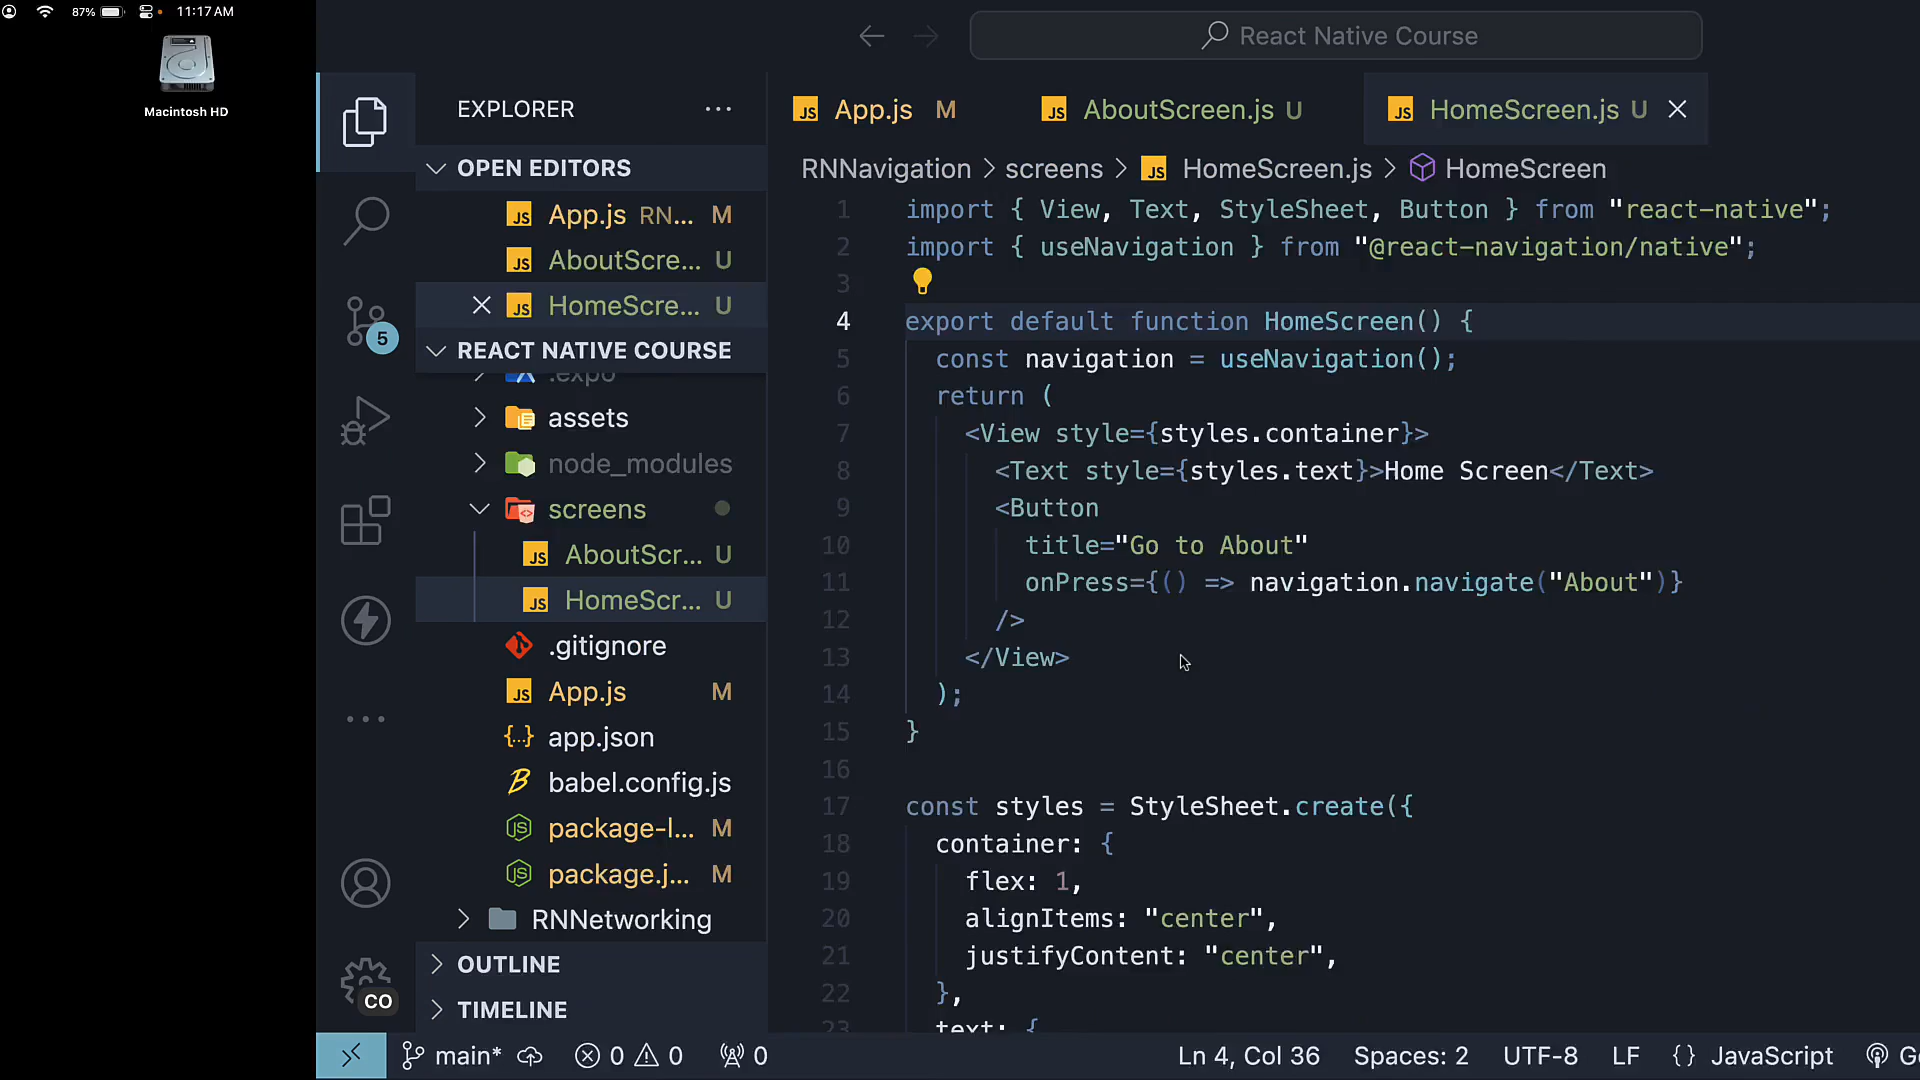 87% 11:17 AM
Macintosh HD
React Native Course
EXPLORER
OPEN EDITORS
App.js RN... M
AboutScre... U
HomeScre... U
REACT NATIVE COURSE
.expo
assets
node_modules
screens
AboutScr... U
HomeScr... U
.gitignore
App.js M
app.json
babel.config.js
package-l... M
package.j... M
RNNetworking
OUTLINE
TIMELINE
5
CO
App.js M
AboutScreen.js U
HomeScreen.js U
RNNavigation > screens > HomeScreen.js > HomeScreen
1 import { View, Text, StyleSheet, Button } from "react-native";
2 import { useNavigation } from "@react-navigation/native";
3
4 export default function HomeScreen() {
5 const navigation = useNavigation();
6 return (
7 <View style={styles.container}>
8 <Text style={styles.text}>Home Screen</Text>
9 <Button
10 title="Go to About"
11 onPress={() => navigation.navigate("About")}
12 />
13 </View>
14 );
15 }
16
17 const styles = StyleSheet.create({
18 container: {
19 flex: 1,
20 alignItems: "center",
21 justifyContent: "center",
22 },
23 text: {
main* 0 0 0 Ln 4, Col 36 Spaces: 2 UTF-8 LF {} JavaScript G